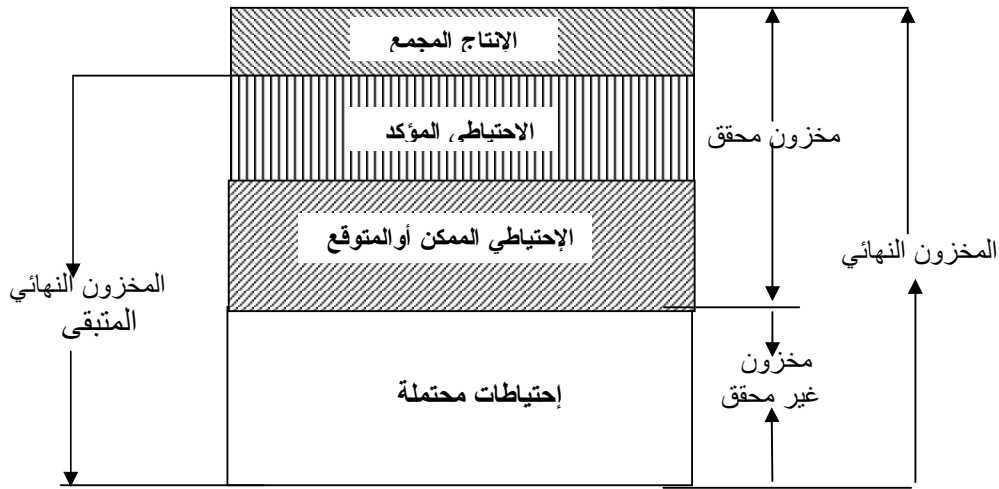 الإنتاج المجمع
الاحتياطي المؤكد
مخزون محقق
الإحتياطي الممكن أوالمتوقع
المخزون النهائي
المخزون النهائي
المتبقى
مخزون
غير محقق
إحتياطات محتملة